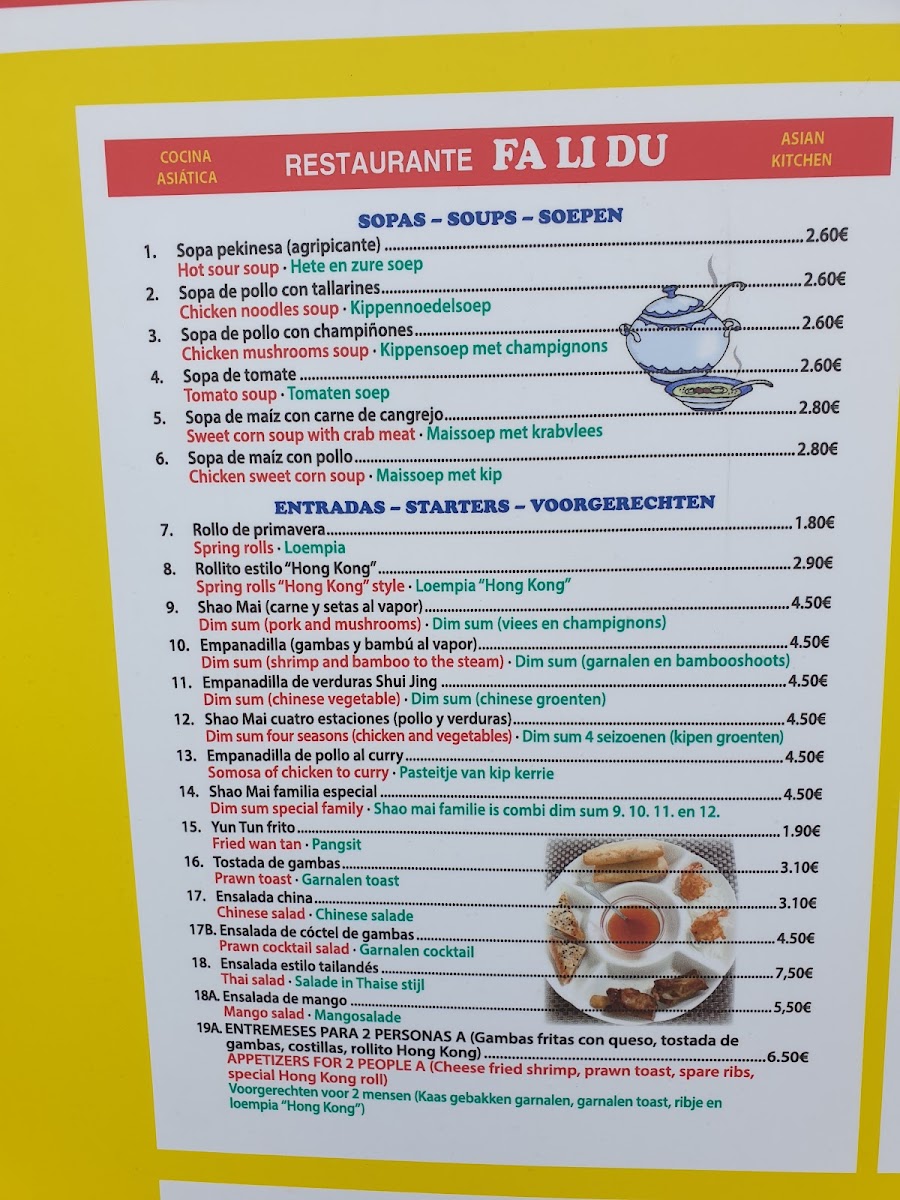 COCINA ASIÁTICA
RESTAURANTE FA LI DU
ASIAN KITCHEN
SOPAS – SOUPS – SOEPEN
1. Sopa pekinesa (agripicante) 2.60€
Hot sour soup · Hete en zure soep
2. Sopa de pollo con tallarines 2.60€
Chicken noodles soup · Kippennoedelsoep
3. Sopa de pollo con champiñones 2.60€
Chicken mushrooms soup · Kippensoep met champignons
4. Sopa de tomate 2.60€
Tomato soup · Tomaten soep
5. Sopa de maíz con carne de cangrejo 2.80€
Sweet corn soup with crab meat · Maissoep met krabvlees
6. Sopa de maíz con pollo 2.80€
Chicken sweet corn soup · Maissoep met kip
ENTRADAS – STARTERS – VOORGERECHTEN
7. Rollo de primavera 1.80€
Spring rolls · Loempia
8. Rollito estilo “Hong Kong” 2.90€
Spring rolls “Hong Kong” style · Loempia “Hong Kong”
9. Shao Mai (carne y setas al vapor) 4.50€
Dim sum (pork and mushrooms) · Dim sum (viees en champignons)
10. Empanadilla (gambas y bambú al vapor) 4.50€
Dim sum (shrimp and bamboo to the steam) · Dim sum (garnalen en bambooshoots)
11. Empanadilla de verduras Shui Jing 4.50€
Dim sum (chinese vegetable) · Dim sum (chinese groenten)
12. Shao Mai cuatro estaciones (pollo y verduras) 4.50€
Dim sum four seasons (chicken and vegetables) · Dim sum 4 seizoenen (kipen groenten)
13. Empanadilla de pollo al curry 4.50€
Somosa of chicken to curry · Pasteitje van kip kerrie
14. Shao Mai familia especial 4.50€
Dim sum special family · Shao mai familie is combi dim sum 9. 10. 11. en 12.
15. Yun Tun frito 1.90€
Fried wan tan · Pangsit
16. Tostada de gambas 3.10€
Prawn toast · Garnalen toast
17. Ensalada china 3.10€
Chinese salad · Chinese salade
17B. Ensalada de cóctel de gambas 4.50€
Prawn cocktail salad · Garnalen cocktail
18. Ensalada estilo tailandés 7,50€
Thai salad · Salade in Thaise stijl
18A. Ensalada de mango 5,50€
Mango salad · Mangosalade
19A. ENTREMESES PARA 2 PERSONAS A (Gambas fritas con queso, tostada de
gambas, costillas, rollito Hong Kong) 6.50€
APPETIZERS FOR 2 PEOPLE A (Cheese fried shrimp, prawn toast, spare ribs,
special Hong Kong roll)
Voorgerechten voor 2 mensen (Kaas gebakken garnalen, garnalen toast, ribje en
loempia “Hong Kong”)